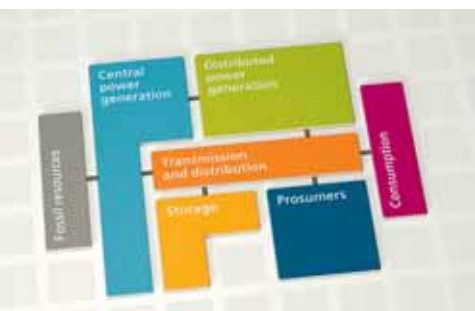 Fossil resources
Central
power
generation
Distributed
power
generation
Transmission
and distribution
Storage
Prosumers
Consumption